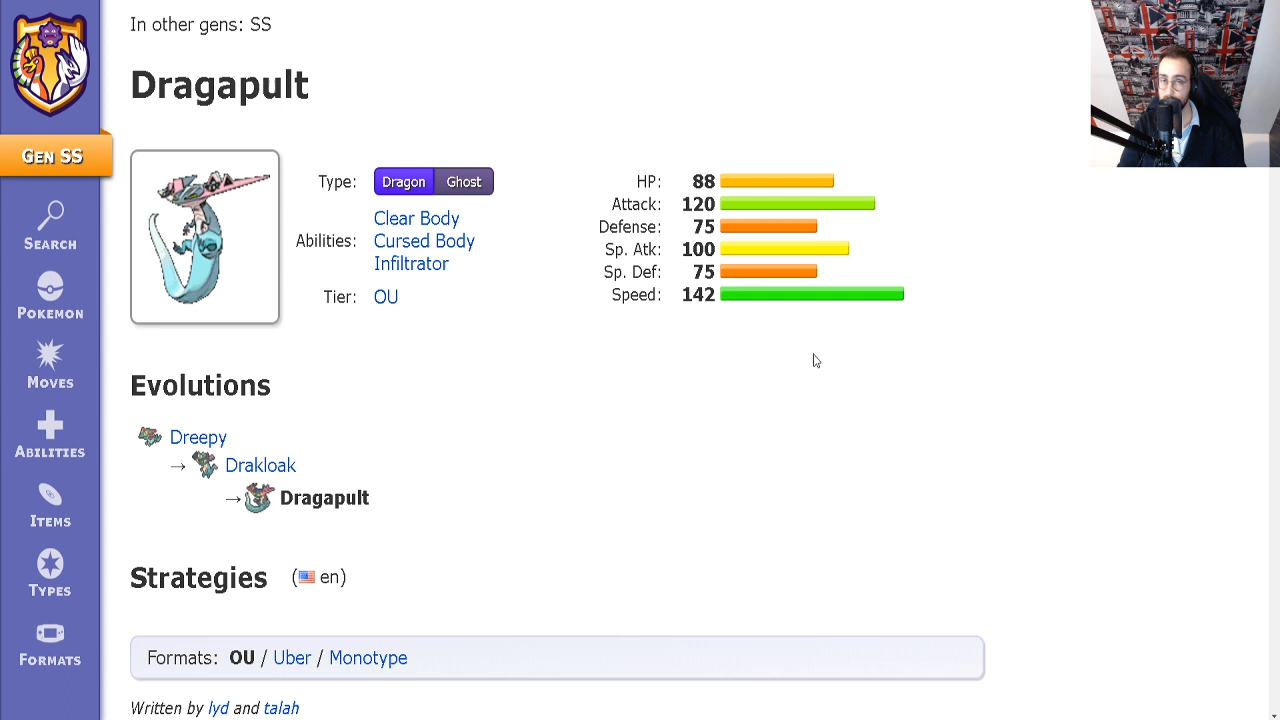 In other gens: SS
Dragapult
GEN SS
SEARCH
POKEMON
MOVES
ABILITIES
ITEMS
TYPES
FORMATS
Type: Dragon Ghost
Abilities: Clear Body
Cursed Body
Infiltrator
Tier: OU
HP: 88
Attack: 120
Defense: 75
Sp. Atk: 100
Sp. Def: 75
Speed: 142
Evolutions
Dreepy
→ Drakloak
→ Dragapult
Strategies (en)
Formats: OU / Uber / Monotype
Written by lyd and talah